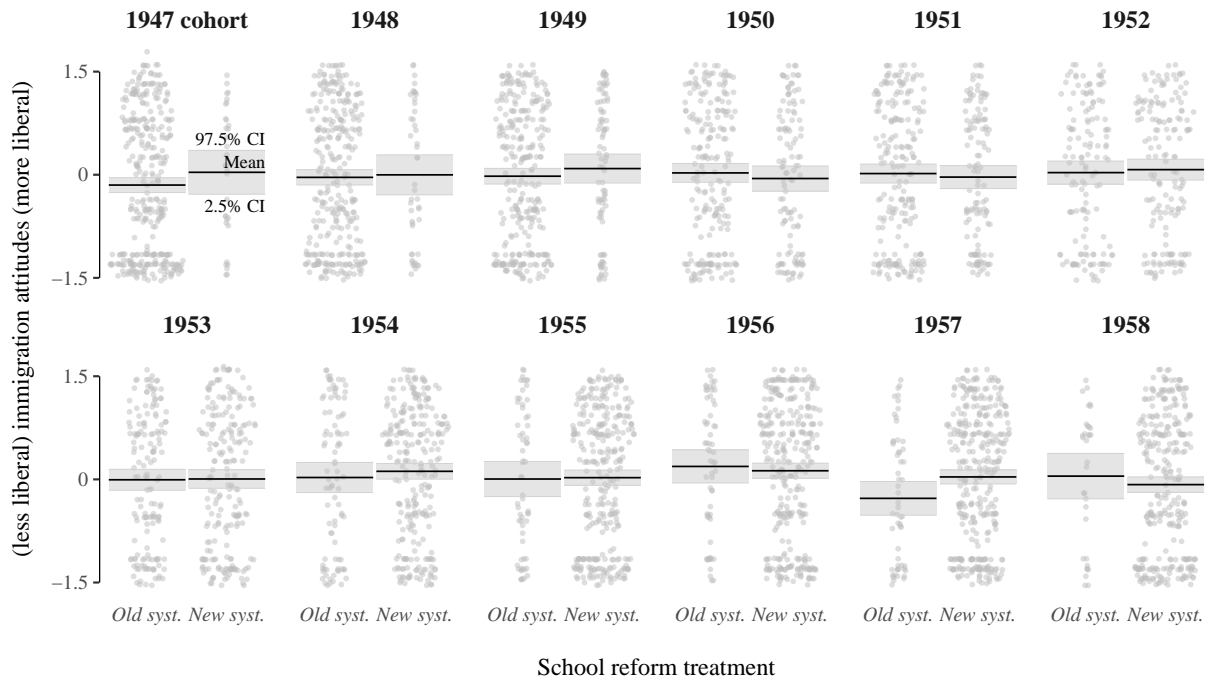 1947 cohort 1948 1949 1950 1951 1952
(less liberal) immigration attitudes (more liberal)
1.5
97.5% CI
Mean
0
2.5% CI
−1.5
1953 1954 1955 1956 1957 1958
1.5
0
−1.5
Old syst. New syst. Old syst. New syst. Old syst. New syst. Old syst. New syst. Old syst. New syst. Old syst. New syst.
School reform treatment